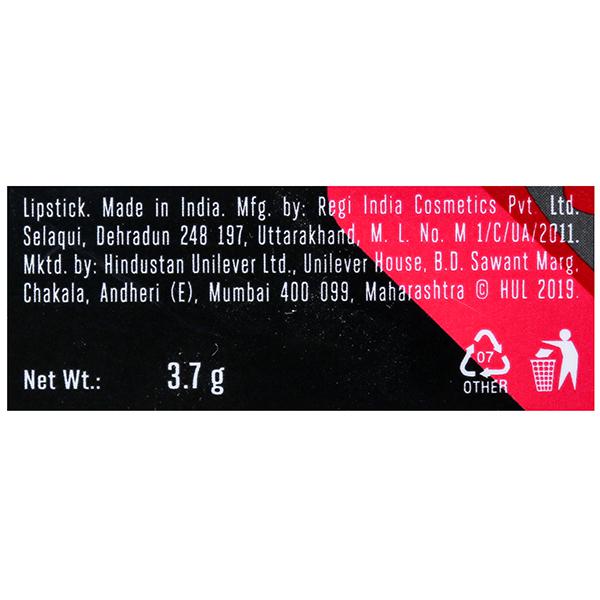 Lipstick. Made in India. Mfg. by: Regi India Cosmetics Pvt. Ltd.
Selaqui, Dehradun 248 197, Uttarakhand, M. L. No. M 1/C/UA/2011.
Mktd. by: Hindustan Unilever Ltd., Unilever House, B.D. Sawant Marg,
Chakala, Andheri (E), Mumbai 400 099, Maharashtra © HUL 2019.
Net Wt.: 3.7 g
07
OTHER